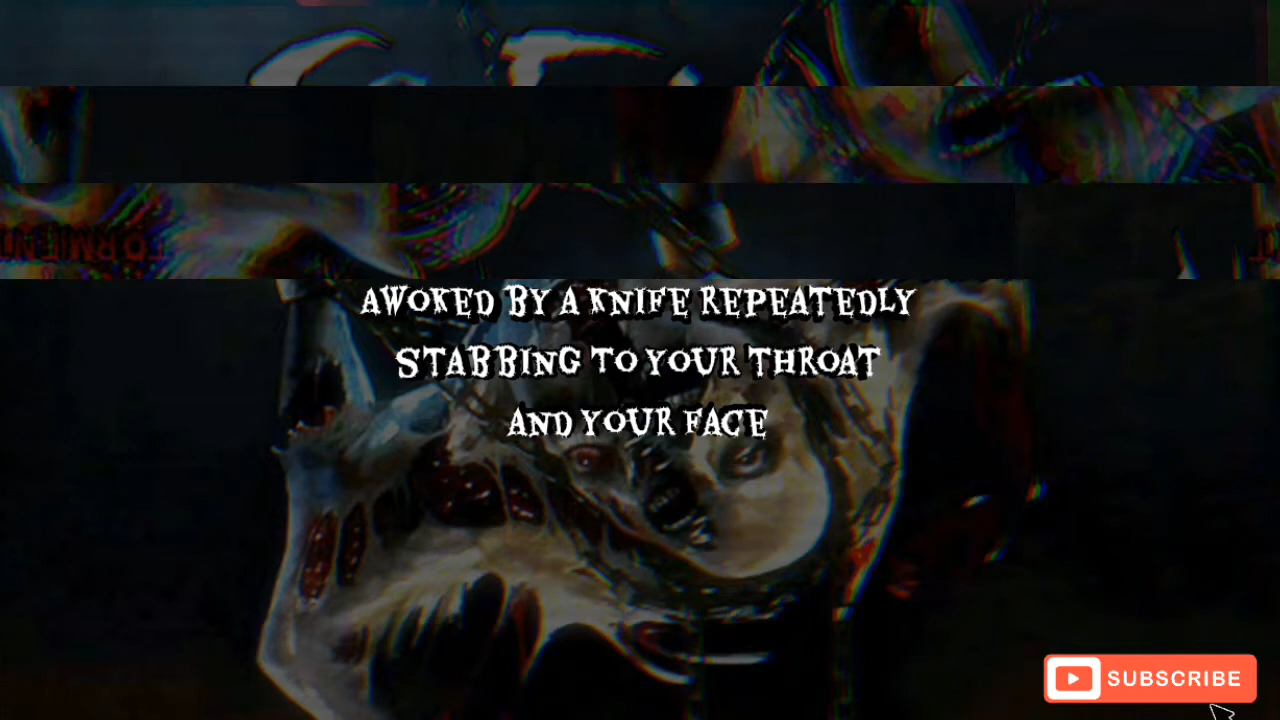 AWOKED BY A KNIFE REPEATEDLY
STABBING TO YOUR THROAT
AND YOUR FACE
SUBSCRIBE